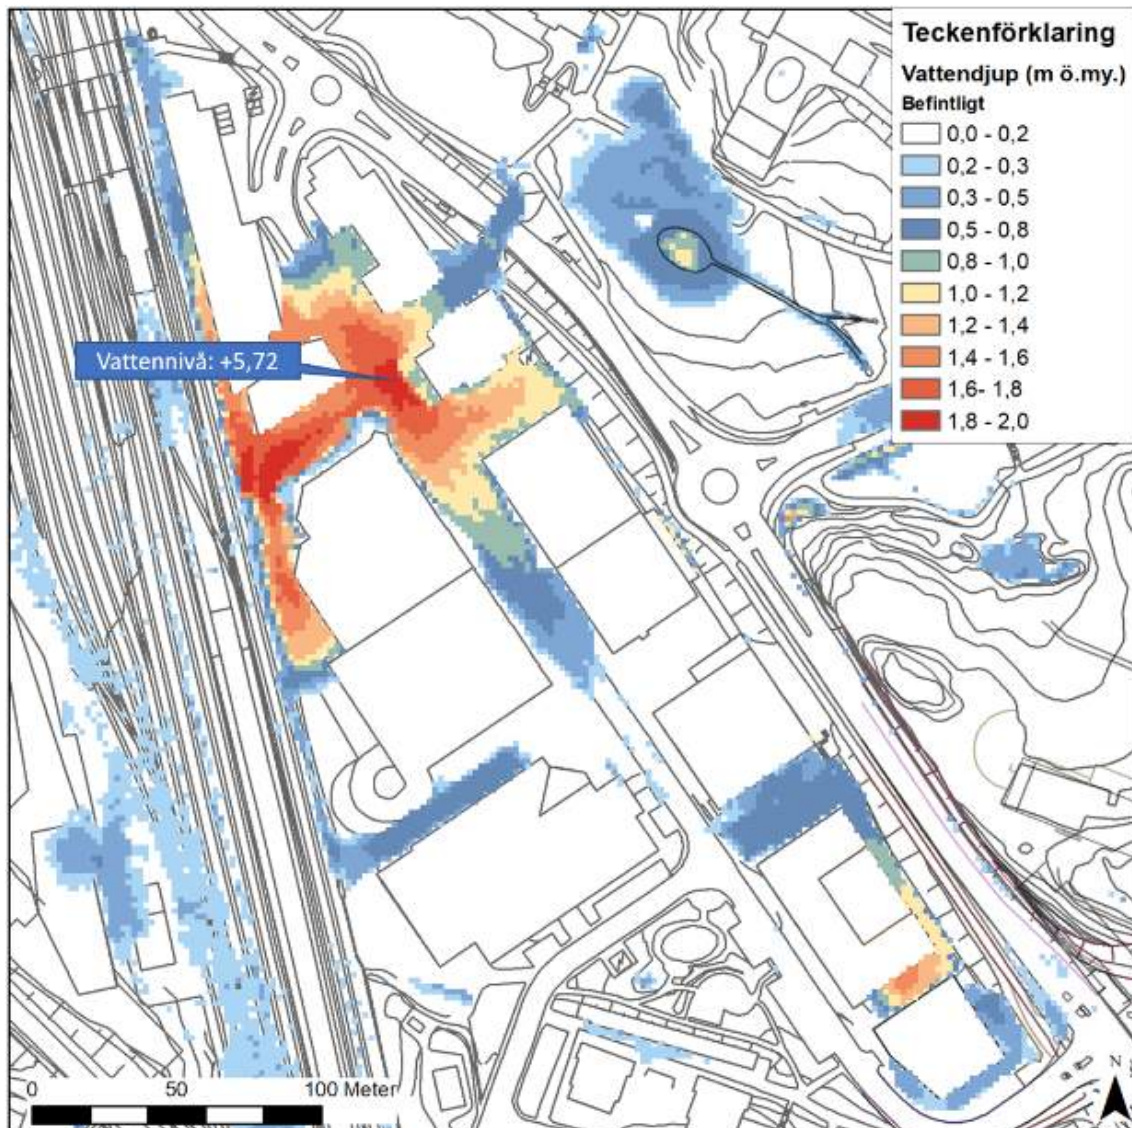 Teckenförklaring
Vattendjup (m ö.my.)
Befintligt
0,0 - 0,2
0,2 - 0,3
0,3 - 0,5
0,5 - 0,8
0,8 - 1,0
1,0 - 1,2
1,2 - 1,4
1,4 - 1,6
1,6- 1,8
1,8 - 2,0
Vattennivå: +5,72
0 50 100 Meter
N